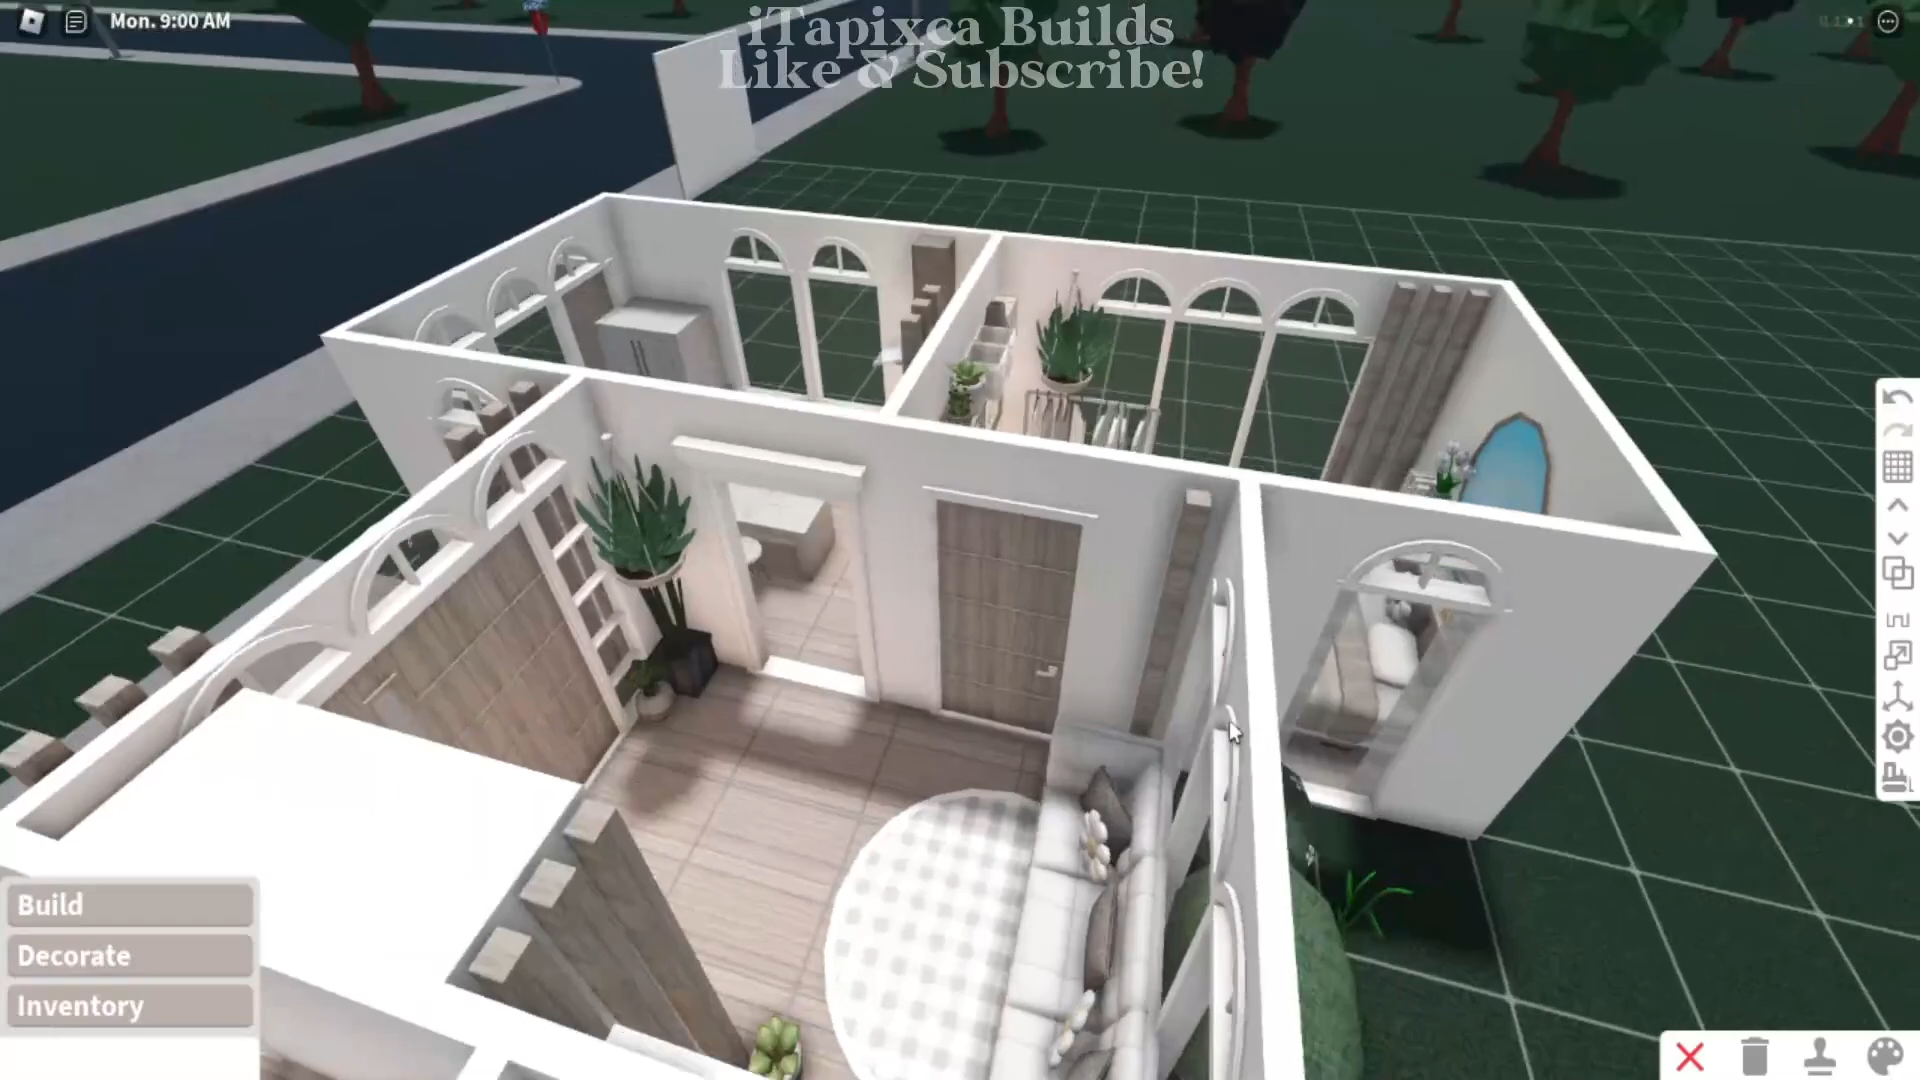 Mon. 9:00 AM
iTapixca Builds
Like & Subscribe!
Build
Decorate
Inventory